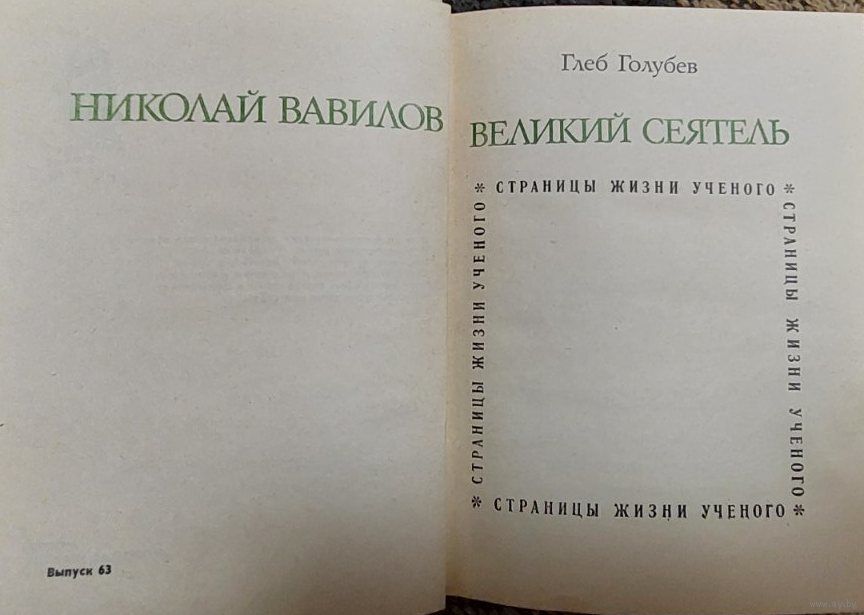 НИКОЛАЙ ВАВИЛОВ
Выпуск 63
Глеб Голубев
ВЕЛИКИЙ СЕЯТЕЛЬ
* СТРАНИЦЫ ЖИЗНИ УЧЕНОГО *
СТРАНИЦЫ ЖИЗНИ УЧЕНОГО
СТРАНИЦЫ ЖИЗНИ УЧЕНОГО
* СТРАНИЦЫ ЖИЗНИ УЧЕНОГО *